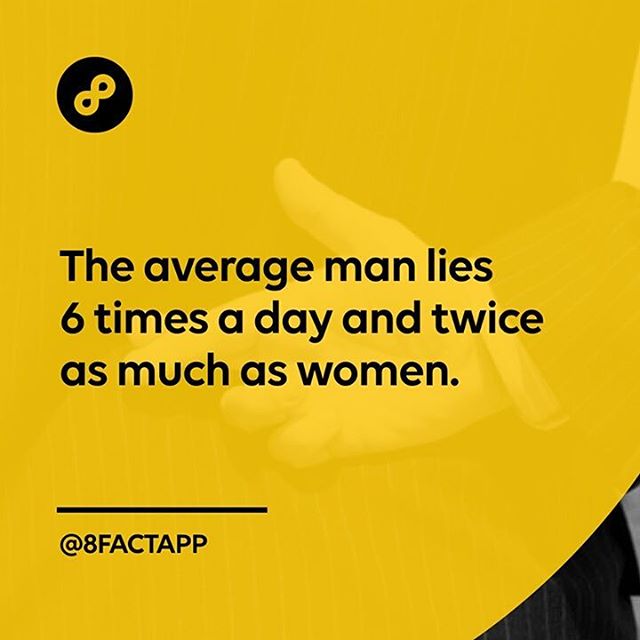 The average man lies
6 times a day and twice
as much as women.
@8FACTAPP